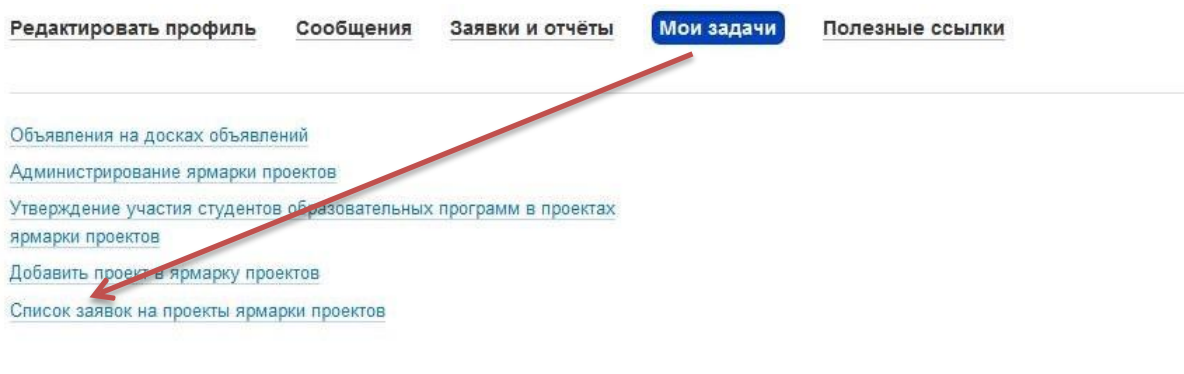 Редактировать профиль Сообщения Заявки и отчёты Мои задачи Полезные ссылки
Объявления на досках объявлений
Администрирование ярмарки проектов
Утверждение участия студентов образовательных программ в проектах
ярмарки проектов
Добавить проект в ярмарку проектов
Список заявок на проекты ярмарки проектов